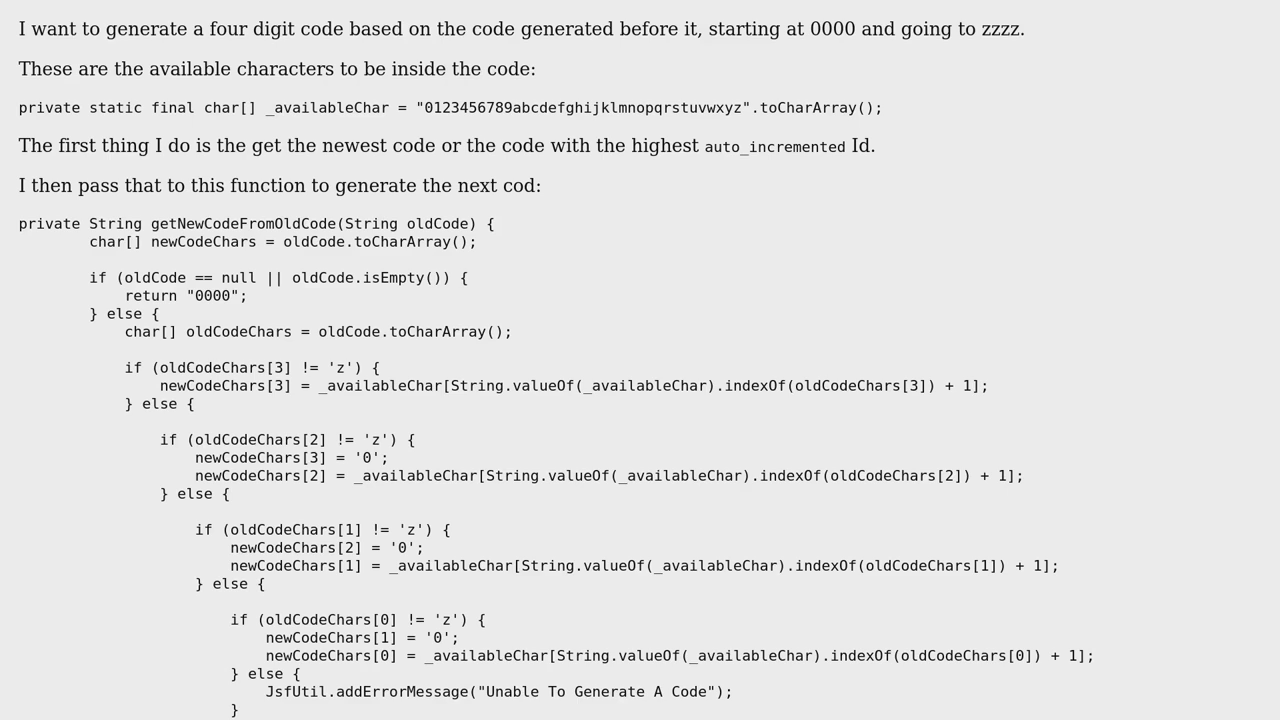 I want to generate a four digit code based on the code generated before it, starting at 0000 and going to zzzz.
These are the available characters to be inside the code:
private static final char[] _availableChar = "0123456789abcdefghijklmnopqrstuvwxyz".toCharArray();
The first thing I do is the get the newest code or the code with the highest auto_incremented Id.
I then pass that to this function to generate the next cod:
private String getNewCodeFromOldCode(String oldCode) {
        char[] newCodeChars = oldCode.toCharArray();

        if (oldCode == null || oldCode.isEmpty()) {
            return "0000";
        } else {
            char[] oldCodeChars = oldCode.toCharArray();

            if (oldCodeChars[3] != 'z') {
                newCodeChars[3] = _availableChar[String.valueOf(_availableChar).indexOf(oldCodeChars[3]) + 1];
            } else {

                if (oldCodeChars[2] != 'z') {
                    newCodeChars[3] = '0';
                    newCodeChars[2] = _availableChar[String.valueOf(_availableChar).indexOf(oldCodeChars[2]) + 1];
                } else {

                    if (oldCodeChars[1] != 'z') {
                        newCodeChars[2] = '0';
                        newCodeChars[1] = _availableChar[String.valueOf(_availableChar).indexOf(oldCodeChars[1]) + 1];
                    } else {

                        if (oldCodeChars[0] != 'z') {
                            newCodeChars[1] = '0';
                            newCodeChars[0] = _availableChar[String.valueOf(_availableChar).indexOf(oldCodeChars[0]) + 1];
                        } else {
                            JsfUtil.addErrorMessage("Unable To Generate A Code");
                        }